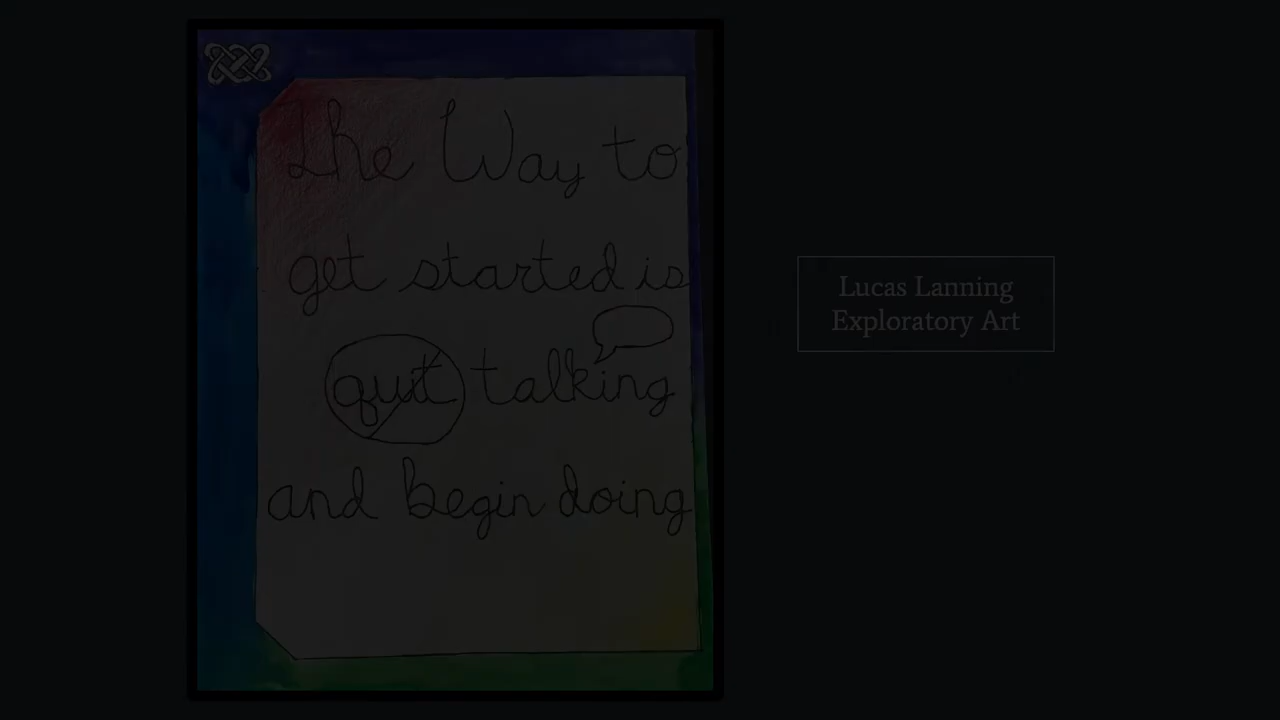 The Way to
get started is
quit talking
and begin doing
Lucas Lanning
Exploratory Art